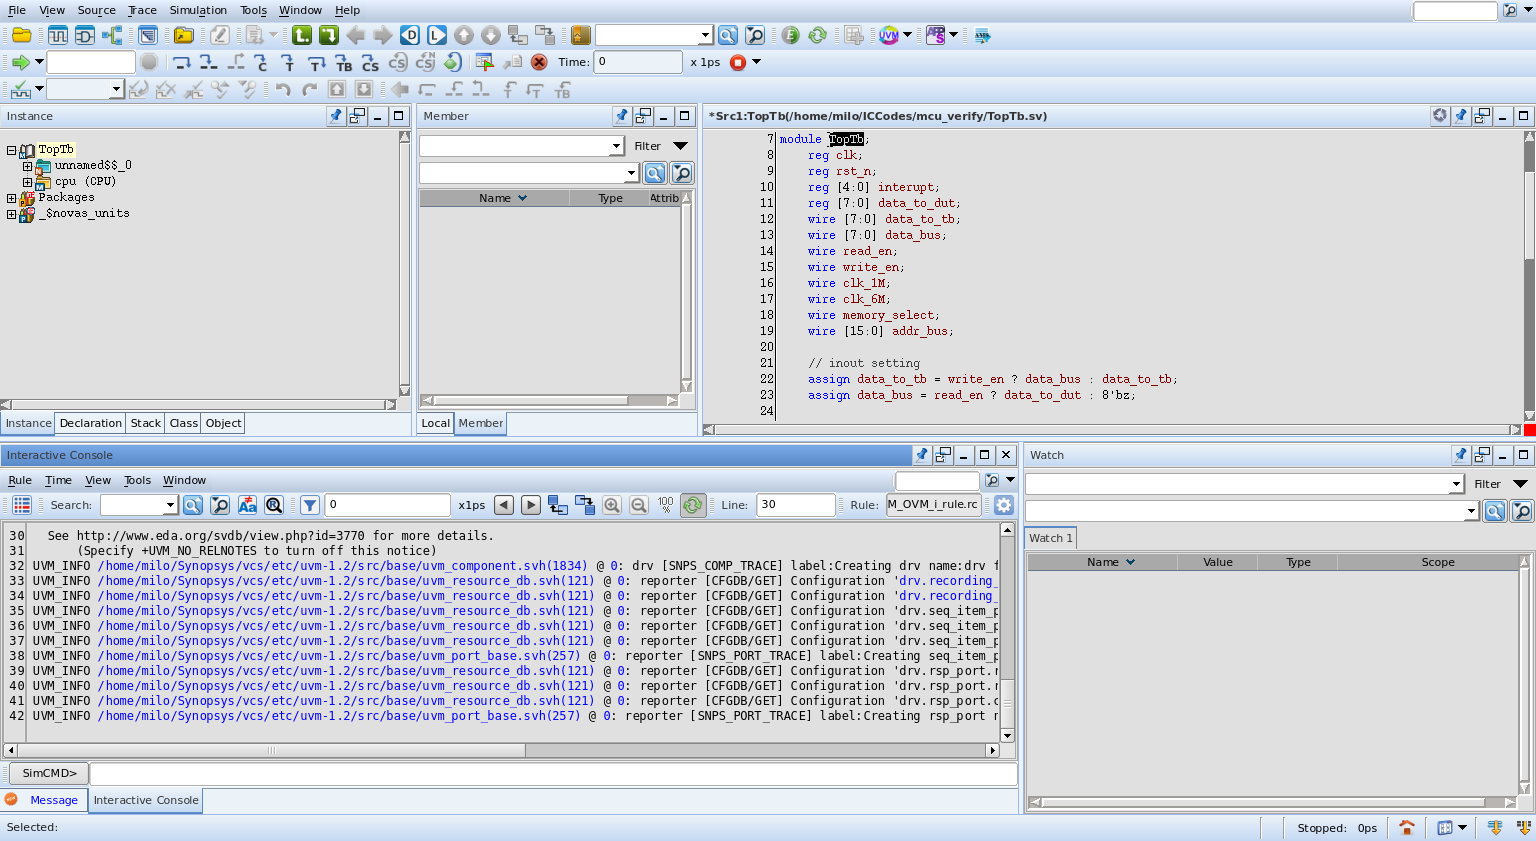 File View Source Trace Simulation Tools Window Help
Time: 0 x 1ps
Instance
TopTb
unnamed$$_0
cpu (CPU)
Packages
_$novas_units
Instance Declaration Stack Class Object
Member
Filter
Name Type Attrib
Local Member
*Src1:TopTb(/home/milo/ICCodes/mcu_verify/TopTb.sv)
7 module TopTb;
8 reg clk;
9 reg rst_n;
10 reg [4:0] interupt;
11 reg [7:0] data_to_dut;
12 wire [7:0] data_to_tb;
13 wire [7:0] data_bus;
14 wire read_en;
15 wire write_en;
16 wire clk_1M;
17 wire clk_6M;
18 wire memory_select;
19 wire [15:0] addr_bus;
20
21 // inout setting
22 assign data_to_tb = write_en ? data_bus : data_to_tb;
23 assign data_bus = read_en ? data_to_dut : 8'bz;
24
Interactive Console
Rule Time View Tools Window
Search: 0 x1ps 100 % Line: 30 Rule: M_OVM_i_rule.rc
30 See http://www.eda.org/svdb/view.php?id=3770 for more details.
31 (Specify +UVM_NO_RELNOTES to turn off this notice)
32 UVM_INFO /home/milo/Synopsys/vcs/etc/uvm-1.2/src/base/uvm_component.svh(1834) @ 0: drv [SNPS_COMP_TRACE] label:Creating drv name:drv f
33 UVM_INFO /home/milo/Synopsys/vcs/etc/uvm-1.2/src/base/uvm_resource_db.svh(121) @ 0: reporter [CFGDB/GET] Configuration 'drv.recording_
34 UVM_INFO /home/milo/Synopsys/vcs/etc/uvm-1.2/src/base/uvm_resource_db.svh(121) @ 0: reporter [CFGDB/GET] Configuration 'drv.recording_
35 UVM_INFO /home/milo/Synopsys/vcs/etc/uvm-1.2/src/base/uvm_resource_db.svh(121) @ 0: reporter [CFGDB/GET] Configuration 'drv.seq_item_p
36 UVM_INFO /home/milo/Synopsys/vcs/etc/uvm-1.2/src/base/uvm_resource_db.svh(121) @ 0: reporter [CFGDB/GET] Configuration 'drv.seq_item_p
37 UVM_INFO /home/milo/Synopsys/vcs/etc/uvm-1.2/src/base/uvm_resource_db.svh(121) @ 0: reporter [CFGDB/GET] Configuration 'drv.seq_item_p
38 UVM_INFO /home/milo/Synopsys/vcs/etc/uvm-1.2/src/base/uvm_port_base.svh(257) @ 0: reporter [SNPS_PORT_TRACE] label:Creating seq_item_p
39 UVM_INFO /home/milo/Synopsys/vcs/etc/uvm-1.2/src/base/uvm_resource_db.svh(121) @ 0: reporter [CFGDB/GET] Configuration 'drv.rsp_port.r
40 UVM_INFO /home/milo/Synopsys/vcs/etc/uvm-1.2/src/base/uvm_resource_db.svh(121) @ 0: reporter [CFGDB/GET] Configuration 'drv.rsp_port.r
41 UVM_INFO /home/milo/Synopsys/vcs/etc/uvm-1.2/src/base/uvm_resource_db.svh(121) @ 0: reporter [CFGDB/GET] Configuration 'drv.rsp_port.c
42 UVM_INFO /home/milo/Synopsys/vcs/etc/uvm-1.2/src/base/uvm_port_base.svh(257) @ 0: reporter [SNPS_PORT_TRACE] label:Creating rsp_port n
SimCMD>
Message Interactive Console
Watch
Filter
Watch 1
Name Value Type Scope
Selected:
Stopped: 0ps